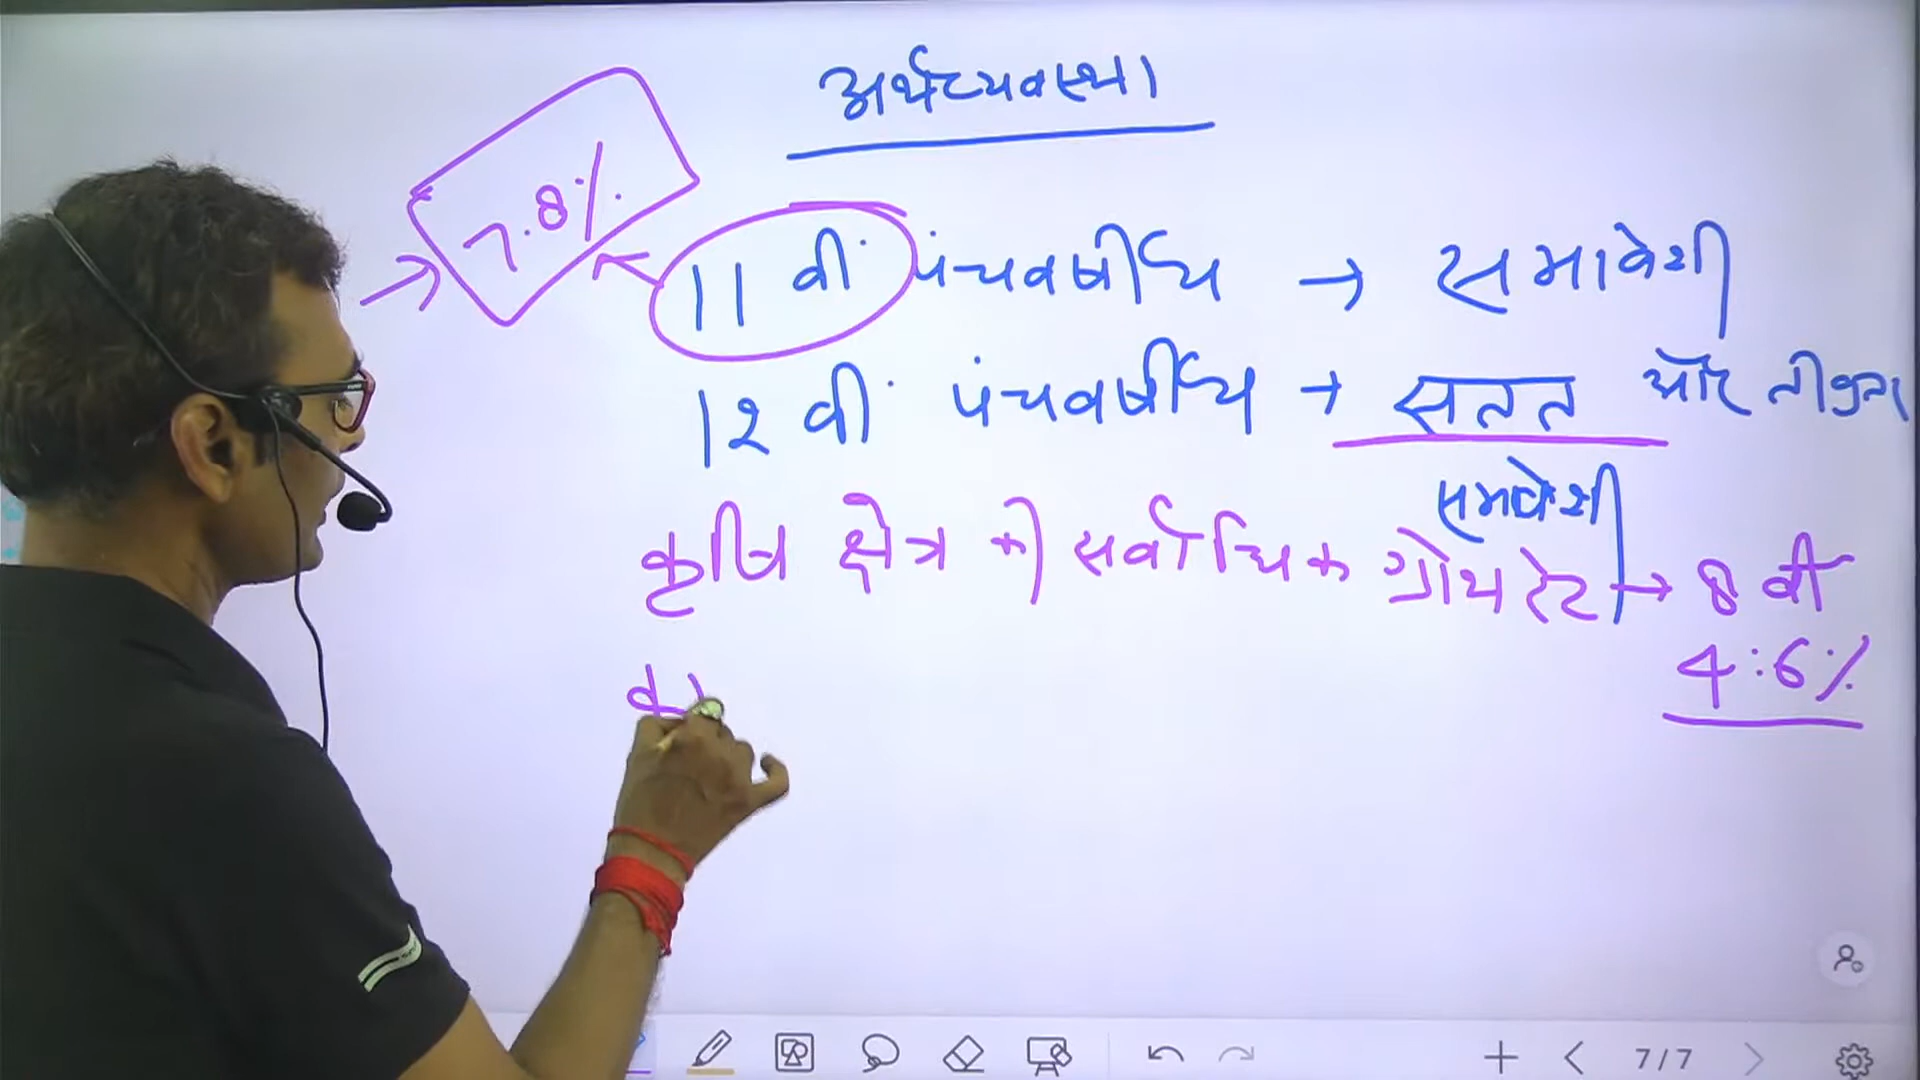 अर्थव्यवस्था
7.8%
11 वीं पंचवर्षीय → समावेशी
12 वीं पंचवर्षीय → सतत और तीव्रता
समावेशी
कृषि क्षेत्र की सर्वाधिक ग्रोथ रेट → 8 वीं
4.6%
7/7